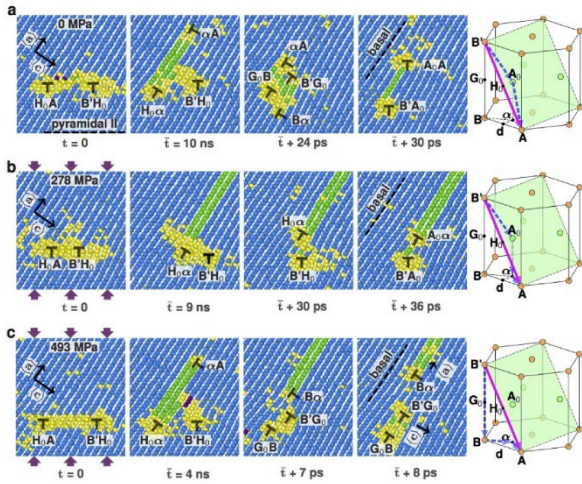 a
0 MPa
⟨a⟩
⟨c⟩
H₀A
B'H₀
pyramidal II
t = 0
αA
H₀α
B'H₀
t̄ = 10 ns
αA
G₀B
B'G₀
Bα
t̄ + 24 ps
basal
A₀A
B'A₀
t̄ + 30 ps
B'
G₀
H₀
A₀
B
α
d
A
b
278 MPa
⟨a⟩
⟨c⟩
H₀A
B'H₀
t = 0
H₀α
B'H₀
t̄ = 9 ns
H₀α
B'H₀
t̄ + 30 ps
basal
A₀α
B'A₀
t̄ + 36 ps
B'
G₀
H₀
A₀
B
α
d
A
c
493 MPa
⟨a⟩
⟨c⟩
H₀A
B'H₀
t = 0
αA
H₀α
B'H₀
t̄ = 4 ns
Bα
B'G₀
G₀B
t̄ + 7 ps
basal
⟨a⟩
Bα
B'G₀
G₀B
⟨c⟩
t̄ + 8 ps
B'
G₀
H₀
A₀
B
α
d
A